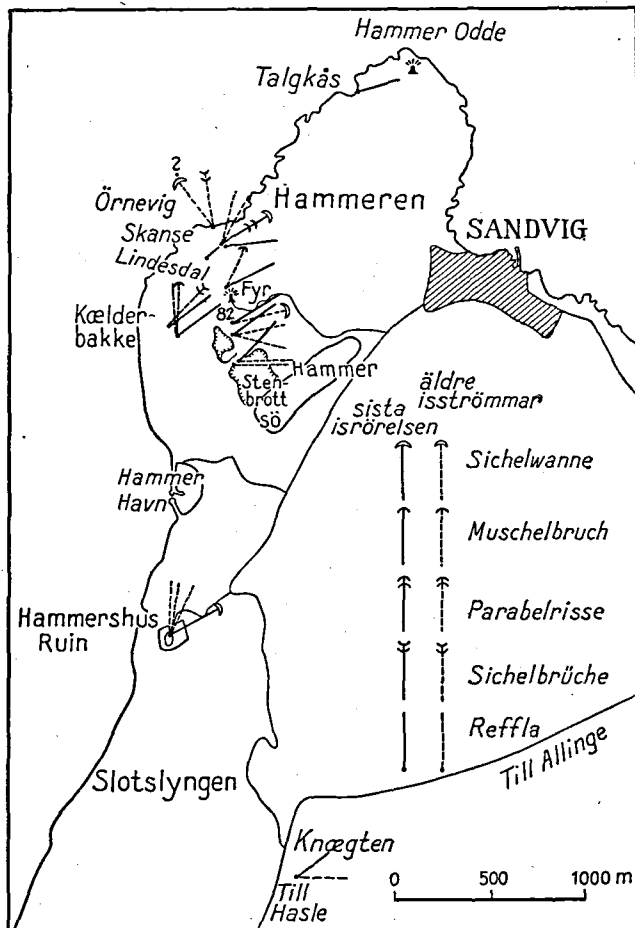 Hammer Odde
Talgkås
?
Örnevig
Hammeren
Skanse
SANDVIG
Lindesdal
Fyr
82
Kælder-
bakke
Hammer
Sten-
brott
sö
sista
isrörelsen
äldre
isströmmar
Sichelwanne
Hammer
Havn
Muschelbruch
Parabelrisse
Hammershus
Ruin
Sichelbrüche
Reffla
Till Allinge
Slotslyngen
Knægten
Till
Hasle
0 500 1000 m